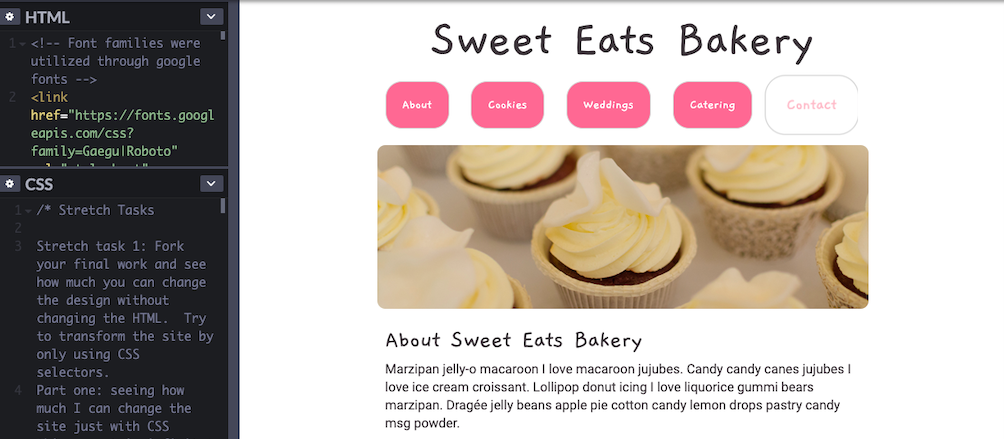 HTML
1 <!-- Font families were
utilized through google
fonts -->
2 <link
href="https://fonts.googl
eapis.com/css?
family=Gaegu|Roboto"
CSS
1 /* Stretch Tasks
2
3 Stretch task 1: Fork
your final work and see
how much you can change
the design without
changing the HTML.  Try
to transform the site by
only using CSS
selectors.
4 Part one: seeing how
much I can change the
site just with CSS
Sweet Eats Bakery
About Cookies Weddings Catering Contact
About Sweet Eats Bakery
Marzipan jelly-o macaroon I love macaroon jujubes. Candy candy canes jujubes I
love ice cream croissant. Lollipop donut icing I love liquorice gummi bears
marzipan. Dragée jelly beans apple pie cotton candy lemon drops pastry candy
msg powder.